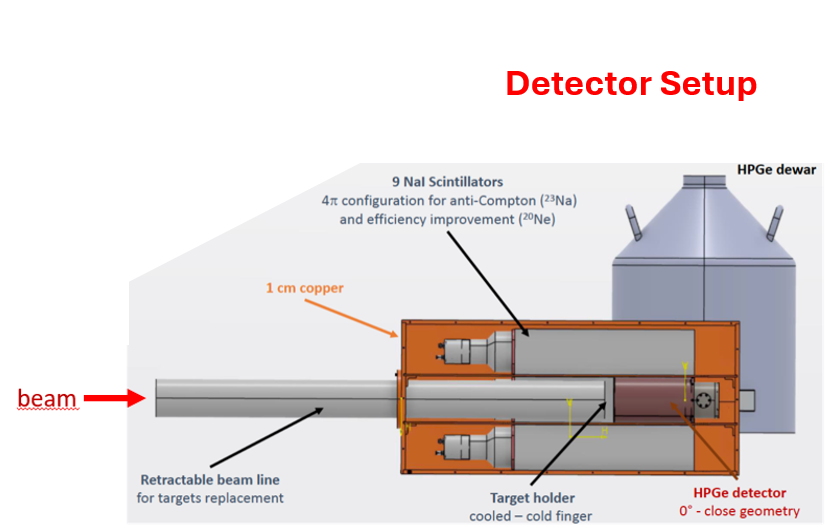 Detector Setup
HPGe dewar
9 NaI Scintillators
4π configuration for anti-Compton (²³Na)
and efficiency improvement (²⁰Ne)
1 cm copper
beam
Retractable beam line
for targets replacement
Target holder
cooled – cold finger
HPGe detector
0° - close geometry